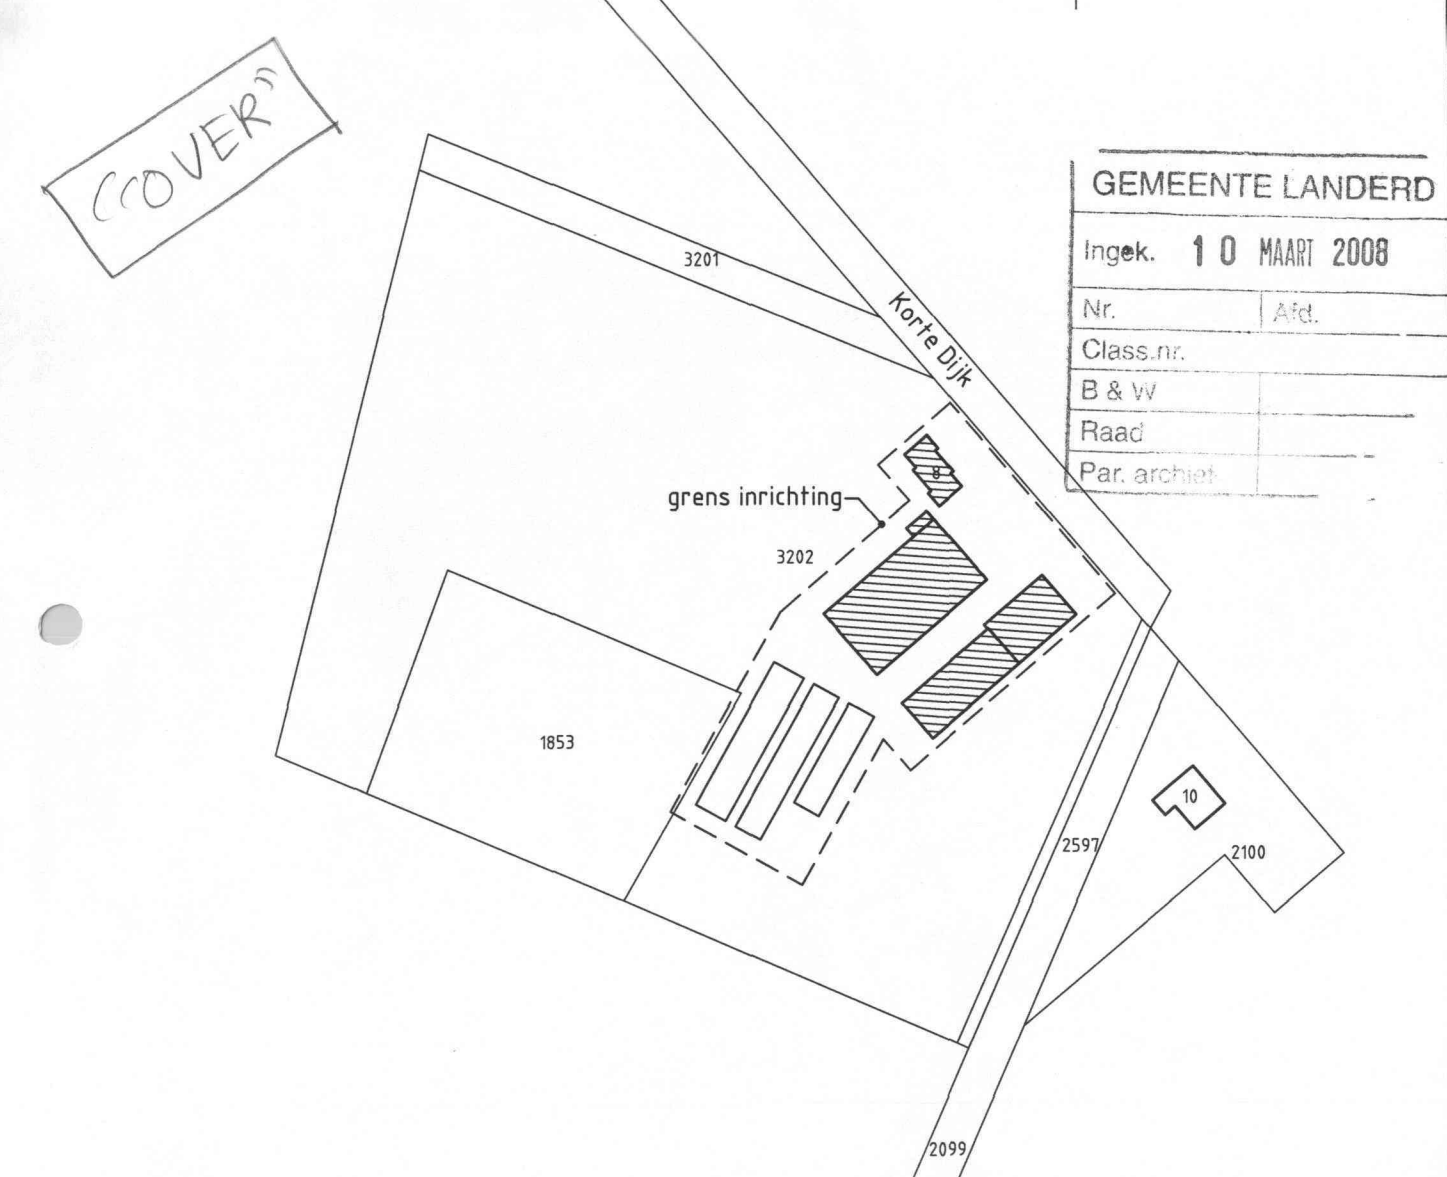 "COVER"
GEMEENTE LANDERD
Ingek. 10 MAART 2008
Nr. Afd.
Class.nr.
B & W
Raad
Par. archief
3201
Korte Dijk
8
grens inrichting
3202
1853
10
2597
2100
2099